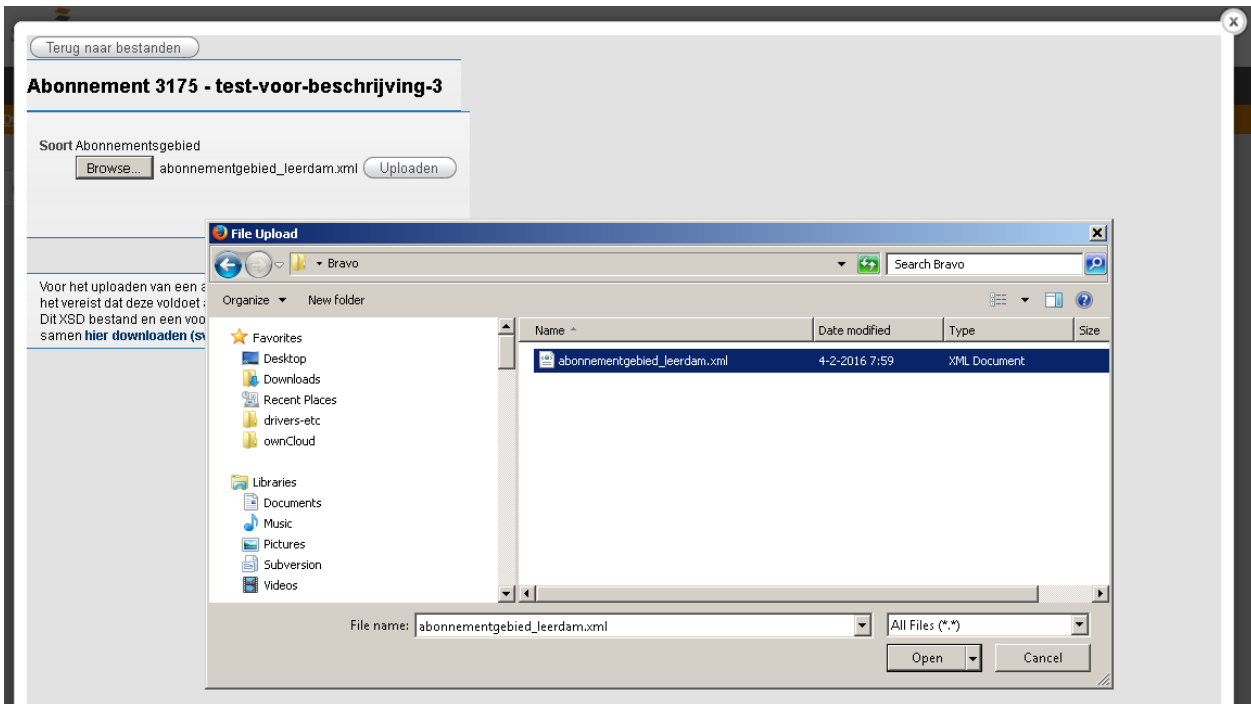 x
Terug naar bestanden
Abonnement 3175 - test-voor-beschrijving-3
Soort Abonnementsgebied
Browse... abonnementgebied_leerdam.xml Uploaden
Voor het uploaden van een
het vereist dat deze voldoet
Dit XSD bestand en een
samen hier downloaden
File Upload
Bravo
Search Bravo
Organize New folder
Favorites
Desktop
Downloads
Recent Places
drivers-etc
ownCloud
Libraries
Documents
Music
Pictures
Subversion
Videos
Name Date modified Type Size
abonnementgebied_leerdam.xml 4-2-2016 7:59 XML Document
File name: abonnementgebied_leerdam.xml All Files (*.*)
Open Cancel